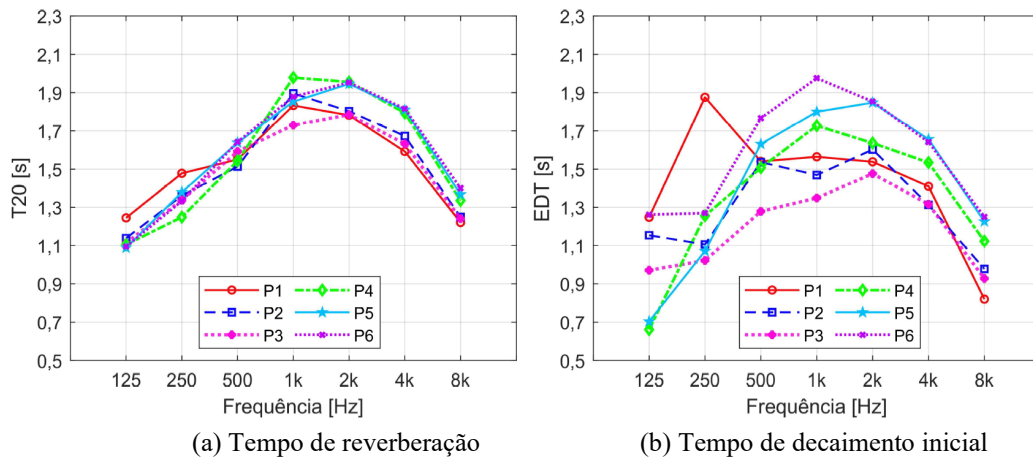 2,3
2,1
1,9
1,7
1,5
1,3
1,1
0,9
0,7
0,5
T20 [s]
P1 P4
P2 P5
P3 P6
125 250 500 1k 2k 4k 8k
Frequência [Hz]
(a) Tempo de reverberação
2,3
2,1
1,9
1,7
1,5
1,3
1,1
0,9
0,7
0,5
EDT [s]
P1 P4
P2 P5
P3 P6
125 250 500 1k 2k 4k 8k
Frequência [Hz]
(b) Tempo de decaimento inicial